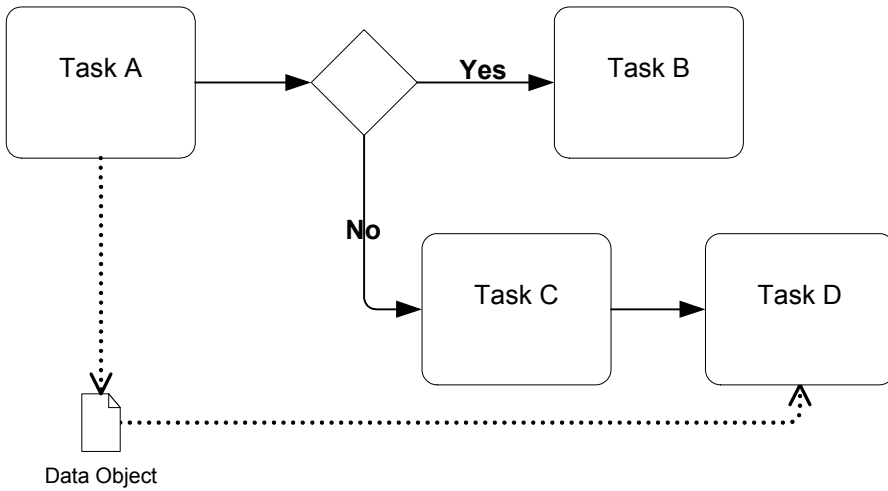 Task A
Yes
Task B
No
Task C
Task D
Data Object